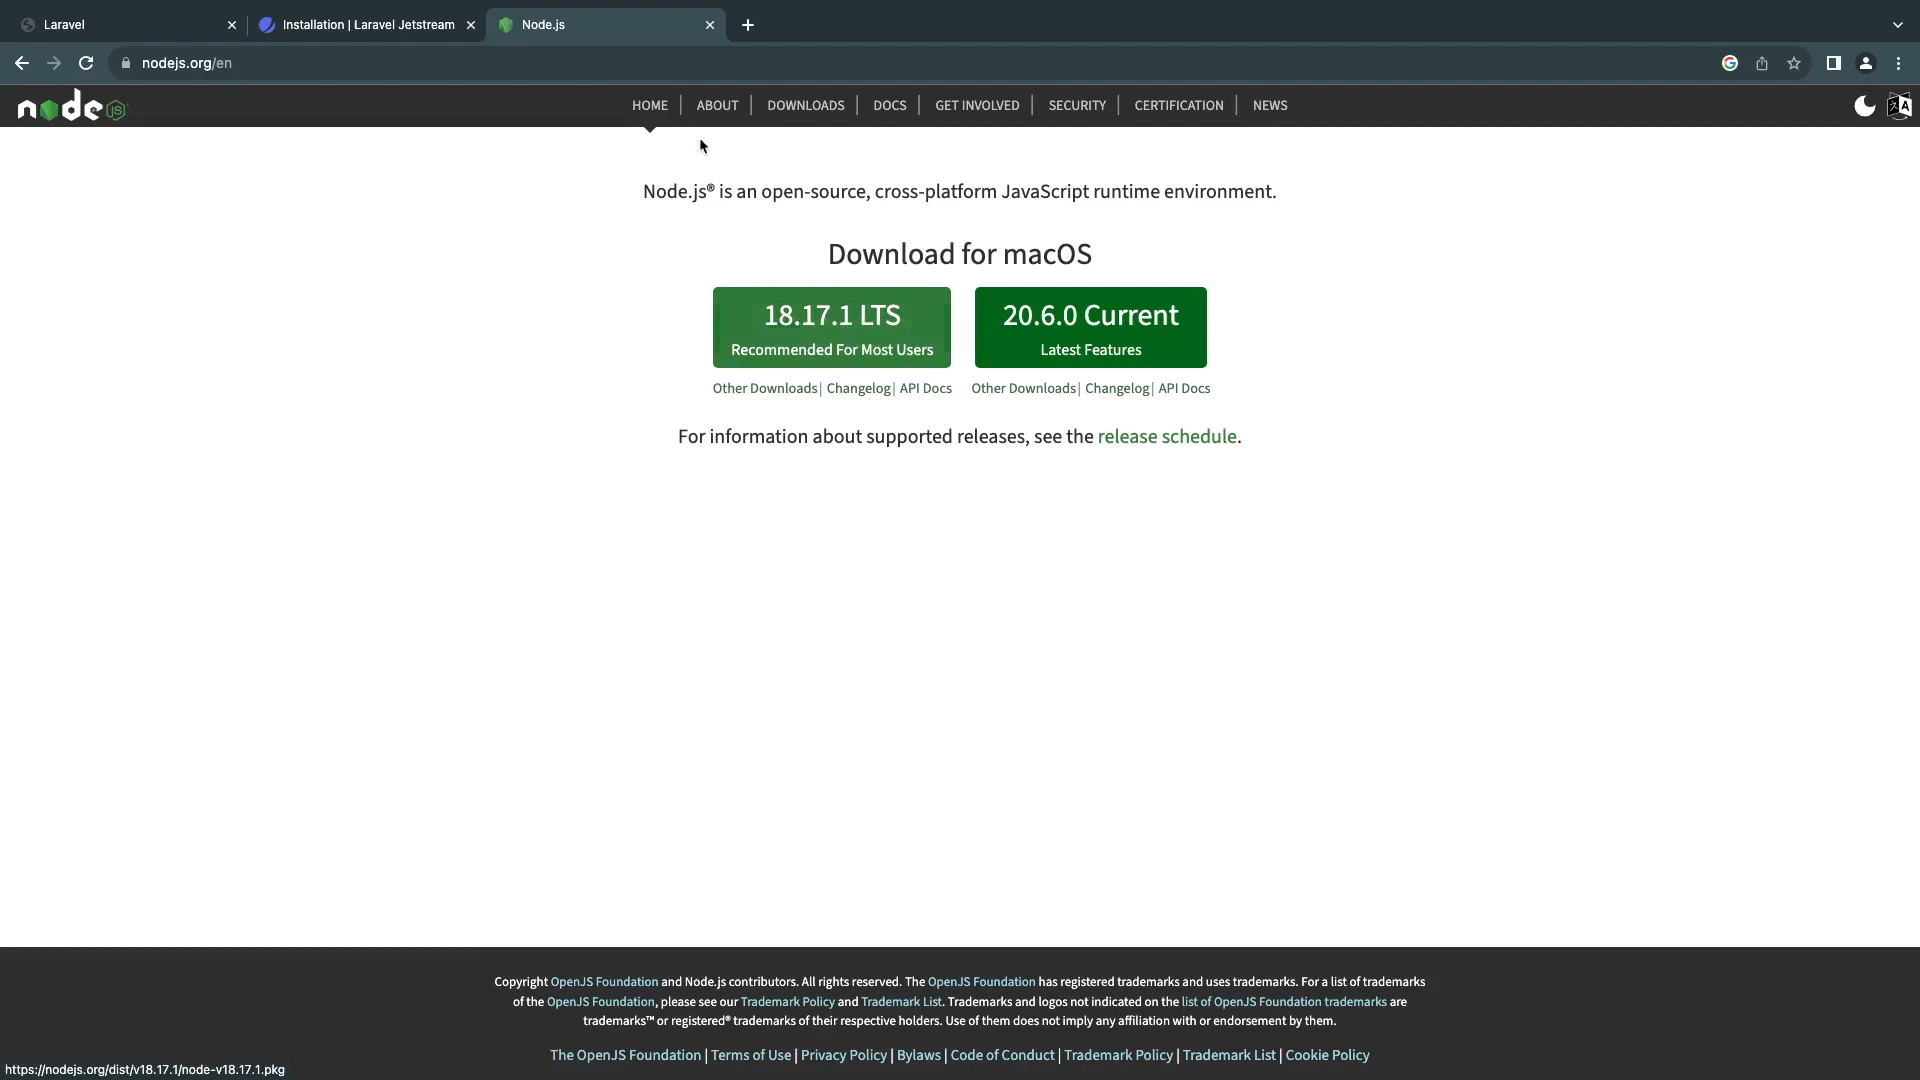 Laravel
Installation | Laravel Jetstream
Node.js
nodejs.org/en
node JS
HOME
ABOUT
DOWNLOADS
DOCS
GET INVOLVED
SECURITY
CERTIFICATION
NEWS
Node.js® is an open-source, cross-platform JavaScript runtime environment.
Download for macOS
18.17.1 LTS
Recommended For Most Users
20.6.0 Current
Latest Features
Other Downloads | Changelog | API Docs
Other Downloads | Changelog | API Docs
For information about supported releases, see the release schedule.
Copyright OpenJS Foundation and Node.js contributors. All rights reserved. The OpenJS Foundation has registered trademarks and uses trademarks. For a list of trademarks
of the OpenJS Foundation, please see our Trademark Policy and Trademark List. Trademarks and logos not indicated on the list of OpenJS Foundation trademarks are
trademarks™ or registered® trademarks of their respective holders. Use of them does not imply any affiliation with or endorsement by them.
The OpenJS Foundation | Terms of Use | Privacy Policy | Bylaws | Code of Conduct | Trademark Policy | Trademark List | Cookie Policy
https://nodejs.org/dist/v18.17.1/node-v18.17.1.pkg